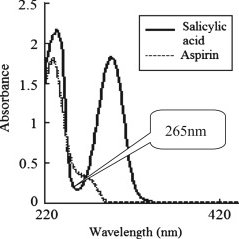 2.5
2
1.5
1
0.5
0
Absorbance
Salicylic
acid
Aspirin
265nm
220
420
Wavelength (nm)